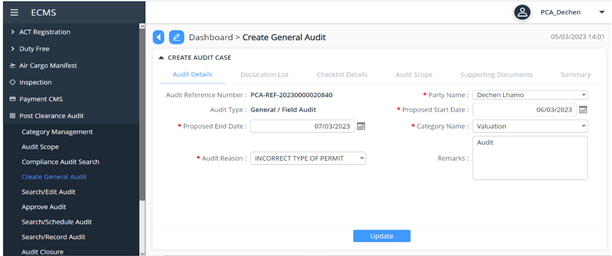 ECMS
PCA_Dechen
ACT Registration
Duty Free
Air Cargo Manifest
Inspection
Payment CMS
Post Clearance Audit
Category Management
Audit Scope
Compliance Audit Search
Create General Audit
Search/Edit Audit
Approve Audit
Search/Schedule Audit
Search/Record Audit
Audit Closure
Dashboard > Create General Audit
05/03/2023 14:01
CREATE AUDIT CASE
Audit Details Declaration List Checklist Details Audit Scope Supporting Documents Summary
Audit Reference Number : PCA-REF-20230000020840 * Party Name : Dechen Lhamo
Audit Type : General / Field Audit * Proposed Start Date : 06/03/2023
* Proposed End Date : 07/03/2023 * Category Name : Valuation
* Audit Reason : INCORRECT TYPE OF PERMIT Remarks : Audit
Update